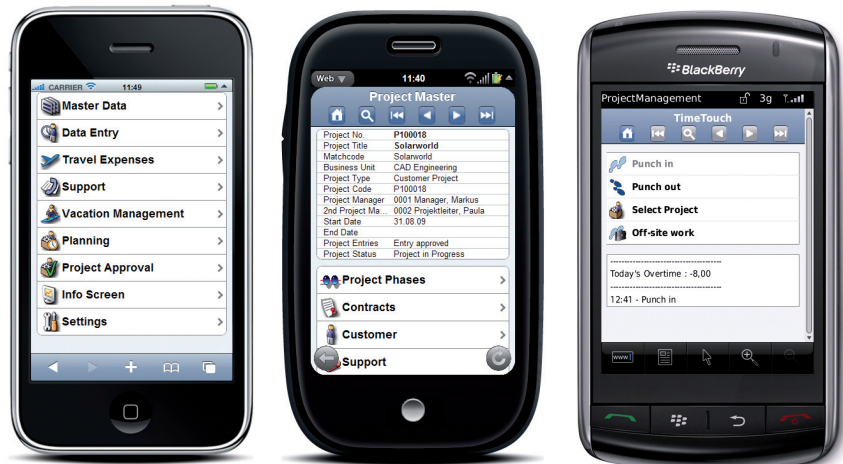 CARRIER 11:49
Master Data
Data Entry
Travel Expenses
Support
Vacation Management
Planning
Project Approval
Info Screen
Settings
Web 11:40
Project Master
Project No. P100018
Project Title Solarworld
Matchcode Solarworld
Business Unit CAD Engineering
Project Type Customer Project
Project Code P100018
Project Manager 0001 Manager, Markus
2nd Project Ma... 0002 Projektleiter, Paula
Start Date 31.08.09
End Date
Project Entries Entry approved
Project Status Project in Progress
Project Phases
Contracts
Customer
Support
BlackBerry
ProjectManagement 3g
TimeTouch
Punch in
Punch out
Select Project
Off-site work
----------------------------------------
Today's Overtime : -8,00
----------------------------------------
12:41 - Punch in
www.